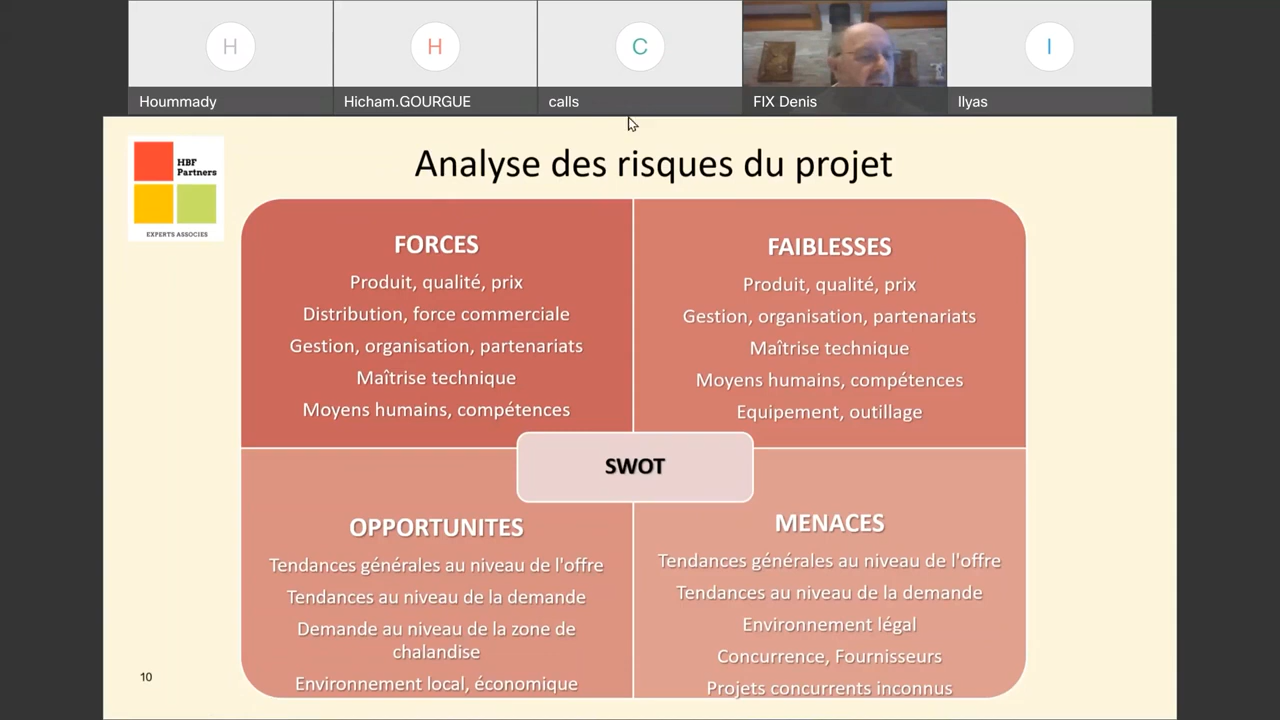 H
H
C
I
Hoummady
Hicham.GOURGUE
calls
FIX Denis
Ilyas
HBF
Partners
EXPERTS ASSOCIES
Analyse des risques du projet
FORCES
Produit, qualité, prix
Distribution, force commerciale
Gestion, organisation, partenariats
Maîtrise technique
Moyens humains, compétences
FAIBLESSES
Produit, qualité, prix
Gestion, organisation, partenariats
Maîtrise technique
Moyens humains, compétences
Equipement, outillage
SWOT
OPPORTUNITES
Tendances générales au niveau de l'offre
Tendances au niveau de la demande
Demande au niveau de la zone de
chalandise
Environnement local, économique
MENACES
Tendances générales au niveau de l'offre
Tendances au niveau de la demande
Environnement légal
Concurrence, Fournisseurs
Projets concurrents inconnus
10